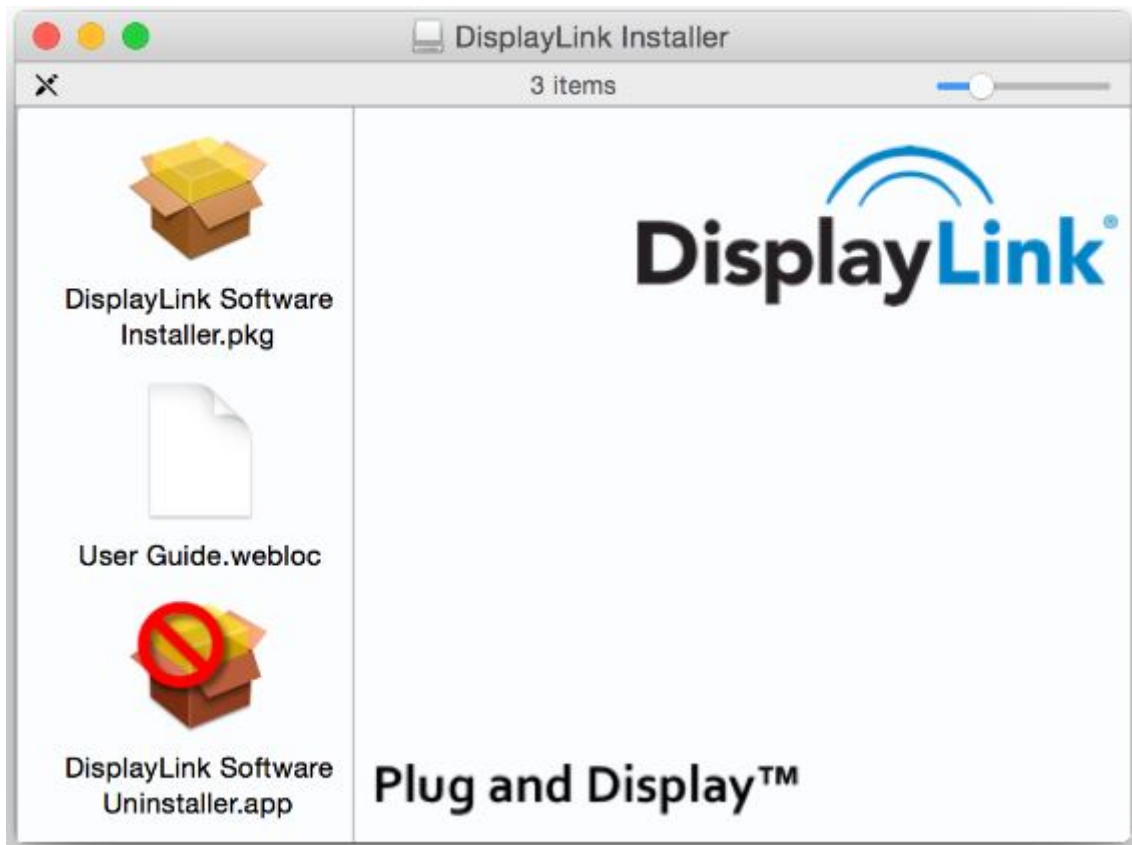 DisplayLink Installer
3 items
DisplayLink Software
Installer.pkg
User Guide.webloc
DisplayLink Software
Uninstaller.app
DisplayLink®
Plug and Display™